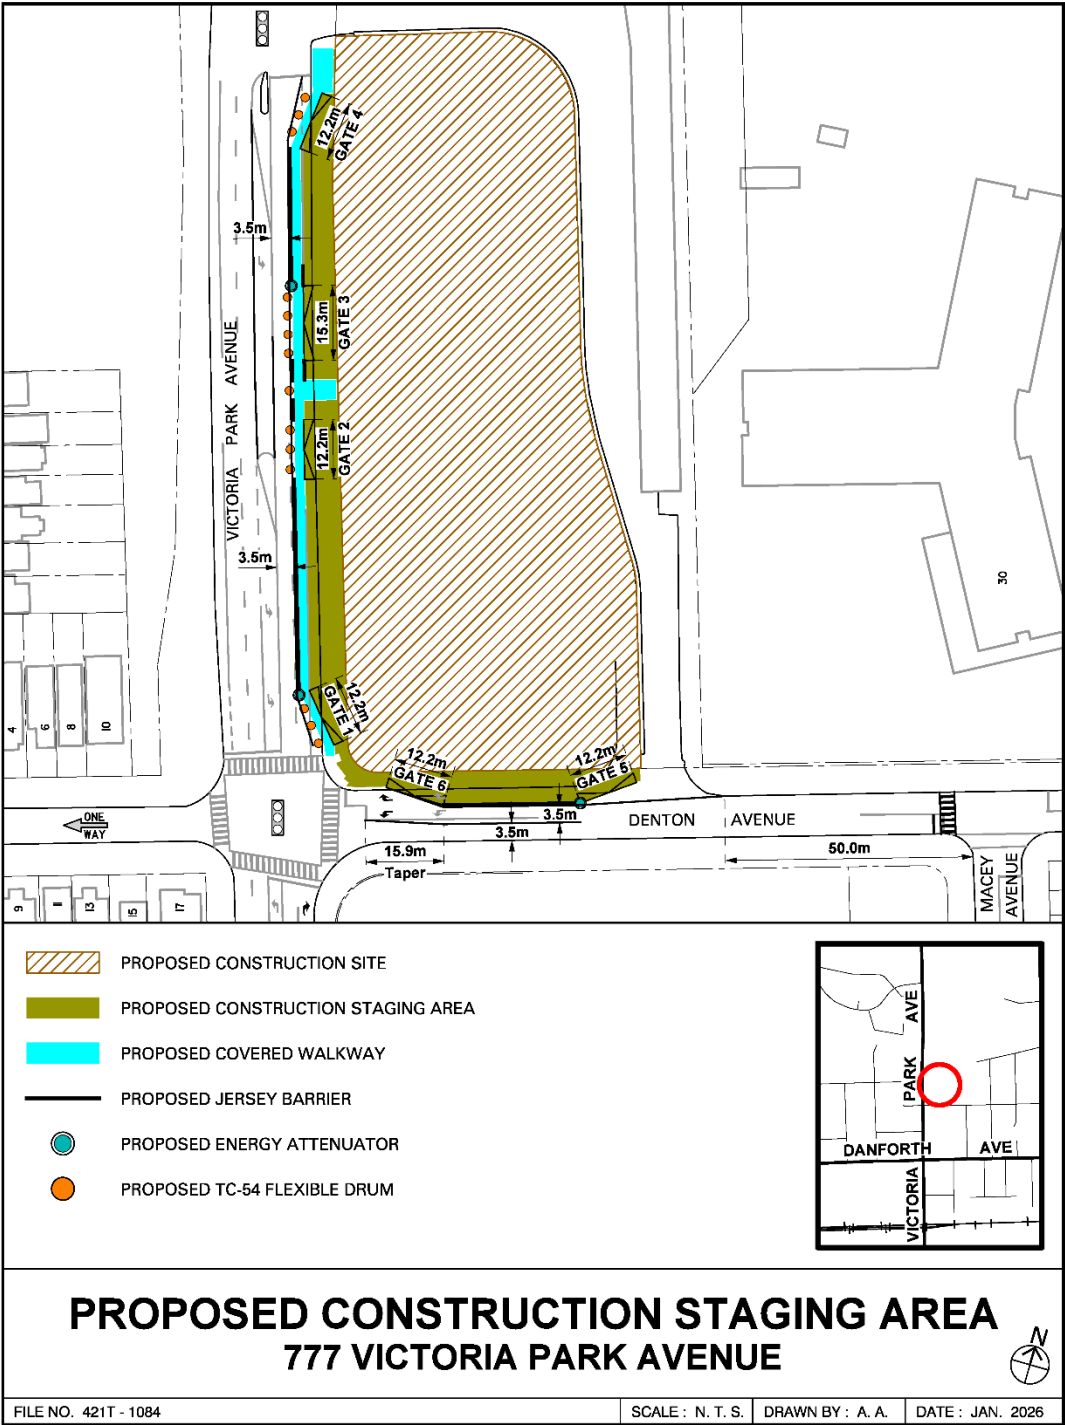 12.2m
GATE 4
3.5m
15.3m
GATE 3
VICTORIA PARK AVENUE
12.2m
GATE 2
3.5m
30
12.2m
GATE 1
4
6
8
10
12.2m
GATE 6
12.2m
GATE 5
ONE
WAY
3.5m
3.5m
DENTON AVENUE
15.9m
Taper
50.0m
MACEY
AVENUE
9
11
13
15
17
PROPOSED CONSTRUCTION SITE
PROPOSED CONSTRUCTION STAGING AREA
PROPOSED COVERED WALKWAY
PROPOSED JERSEY BARRIER
PROPOSED ENERGY ATTENUATOR
PROPOSED TC-54 FLEXIBLE DRUM
VICTORIA PARK AVE
DANFORTH AVE
PROPOSED CONSTRUCTION STAGING AREA
777 VICTORIA PARK AVENUE
N
FILE NO. 421T - 1084
SCALE : N. T. S.
DRAWN BY : A. A.
DATE : JAN. 2026